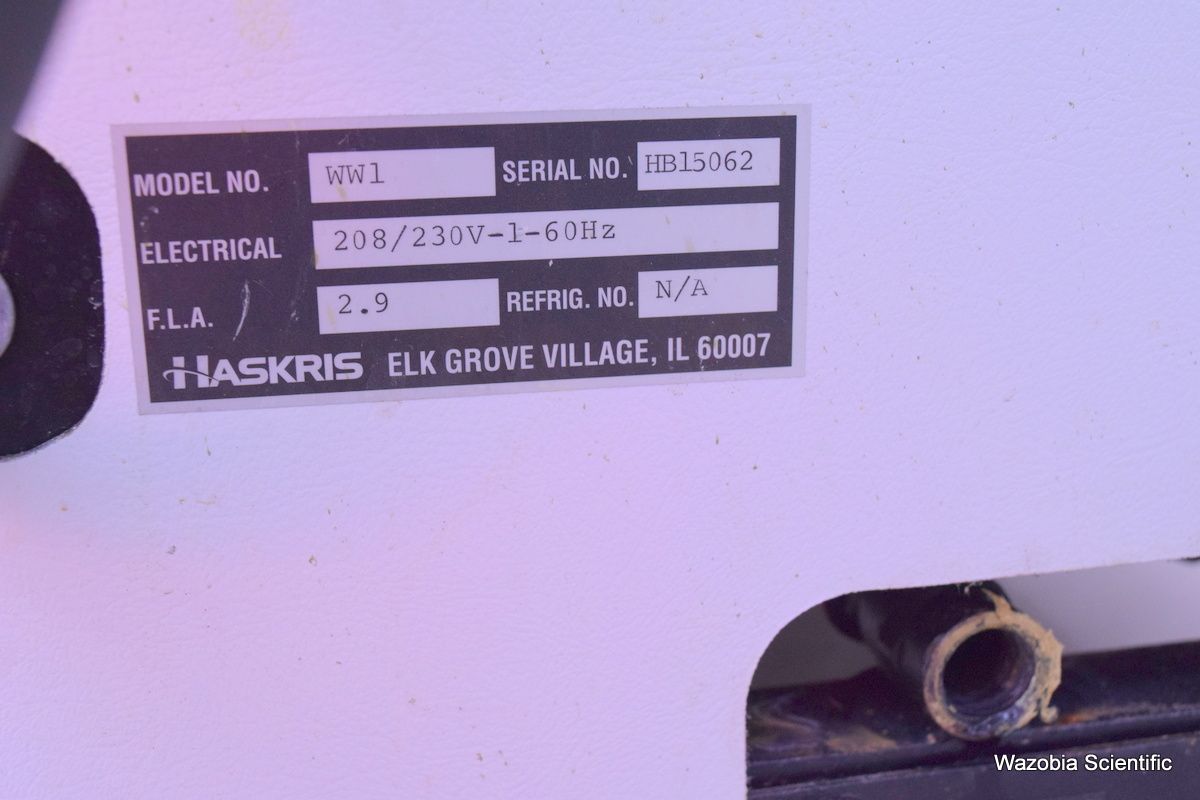 MODEL NO. WW1 SERIAL NO. HB15062
ELECTRICAL 208/230V-1-60Hz
F.L.A. 2.9 REFRIG. NO. N/A
HASKRIS ELK GROVE VILLAGE, IL 60007
Wazobia Scientific